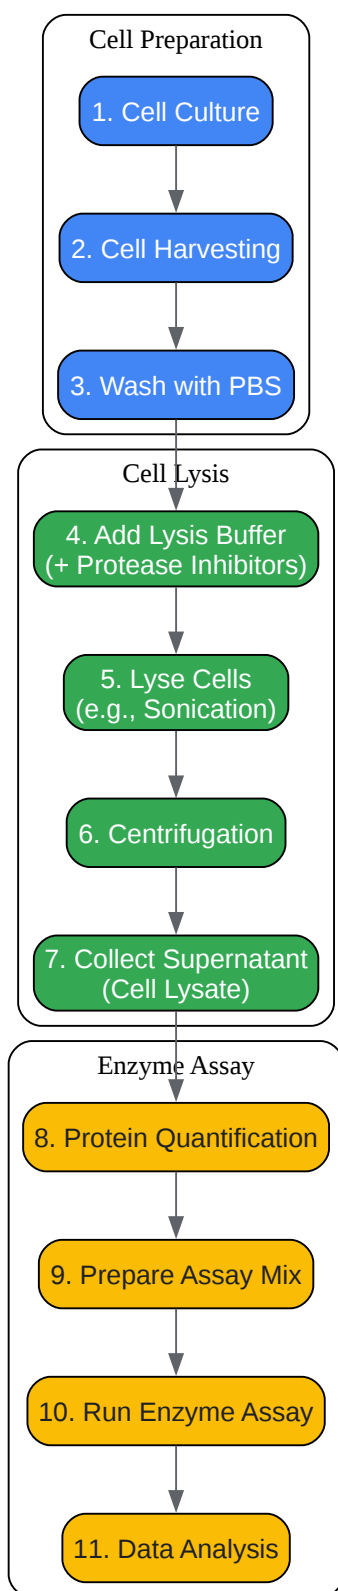 Cell Preparation
1. Cell Culture
2. Cell Harvesting
3. Wash with PBS
Cell Lysis
4. Add Lysis Buffer
(+ Protease Inhibitors)
5. Lyse Cells
(e.g., Sonication)
6. Centrifugation
7. Collect Supernatant
(Cell Lysate)
Enzyme Assay
8. Protein Quantification
9. Prepare Assay Mix
10. Run Enzyme Assay
11. Data Analysis